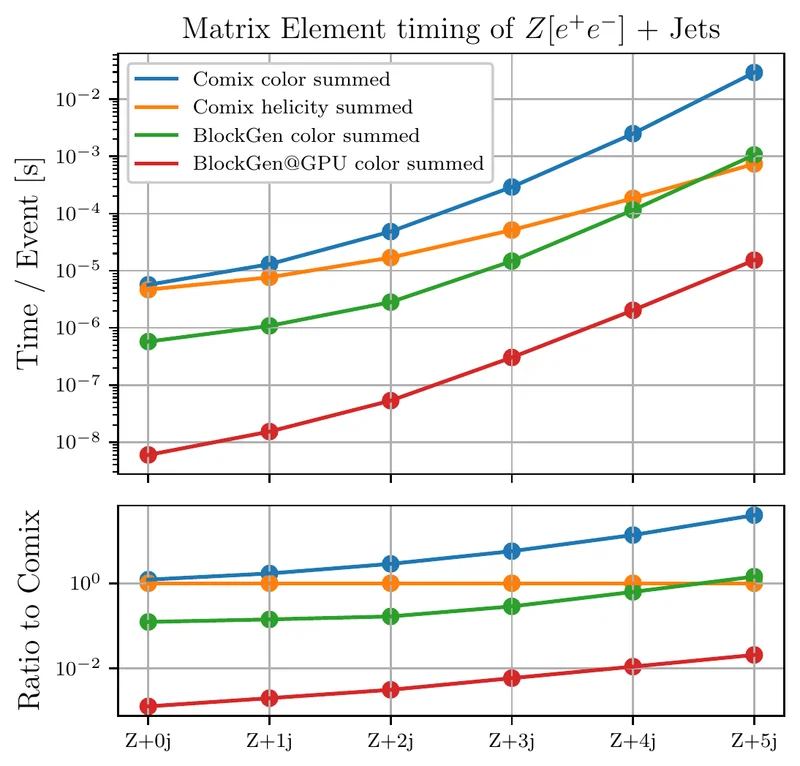 Matrix Element timing of Z[e⁺e⁻] + Jets
Comix color summed
Comix helicity summed
BlockGen color summed
BlockGen@GPU color summed
Time / Event [s]
10⁻²
10⁻³
10⁻⁴
10⁻⁵
10⁻⁶
10⁻⁷
10⁻⁸
Ratio to Comix
10⁰
10⁻²
Z+0j Z+1j Z+2j Z+3j Z+4j Z+5j